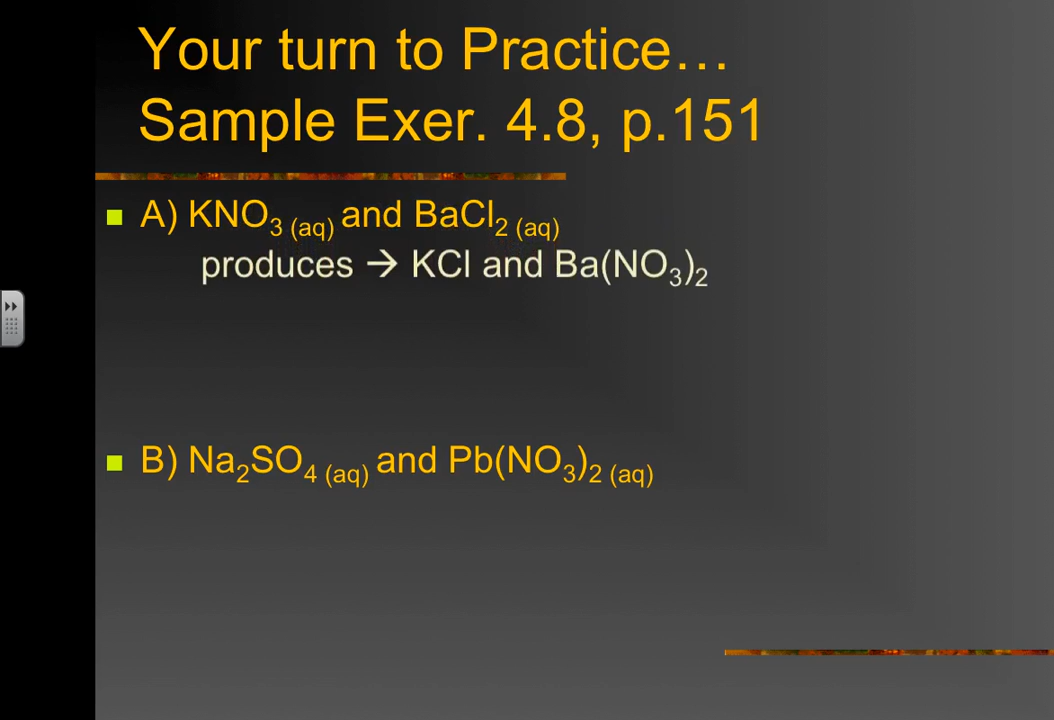 Your turn to Practice…
Sample Exer. 4.8, p.151
A) KNO₃ (aq) and BaCl₂ (aq)
produces → KCl and Ba(NO₃)₂
B) Na₂SO₄ (aq) and Pb(NO₃)₂ (aq)